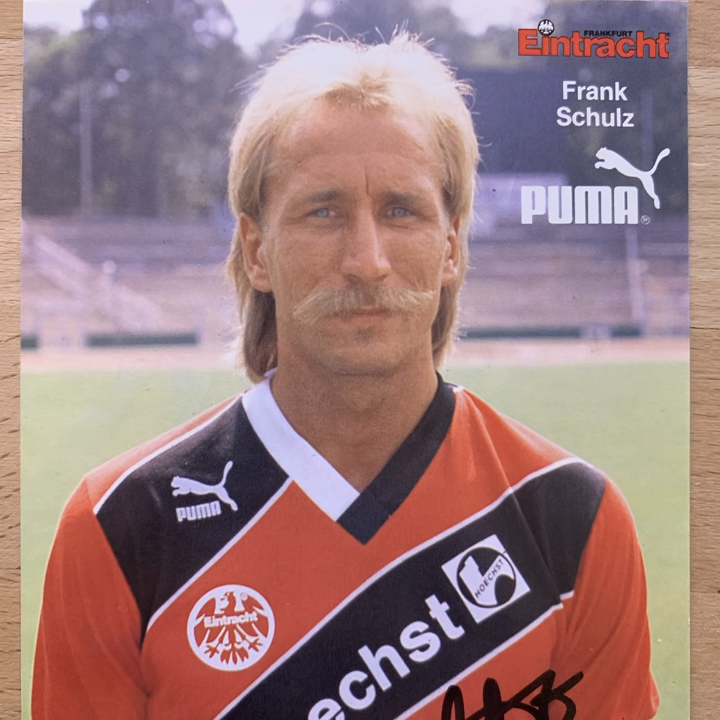 FRANKFURT
Eintracht
Frank
Schulz
PUMA
PUMA
Eintracht
echst
HOECHST